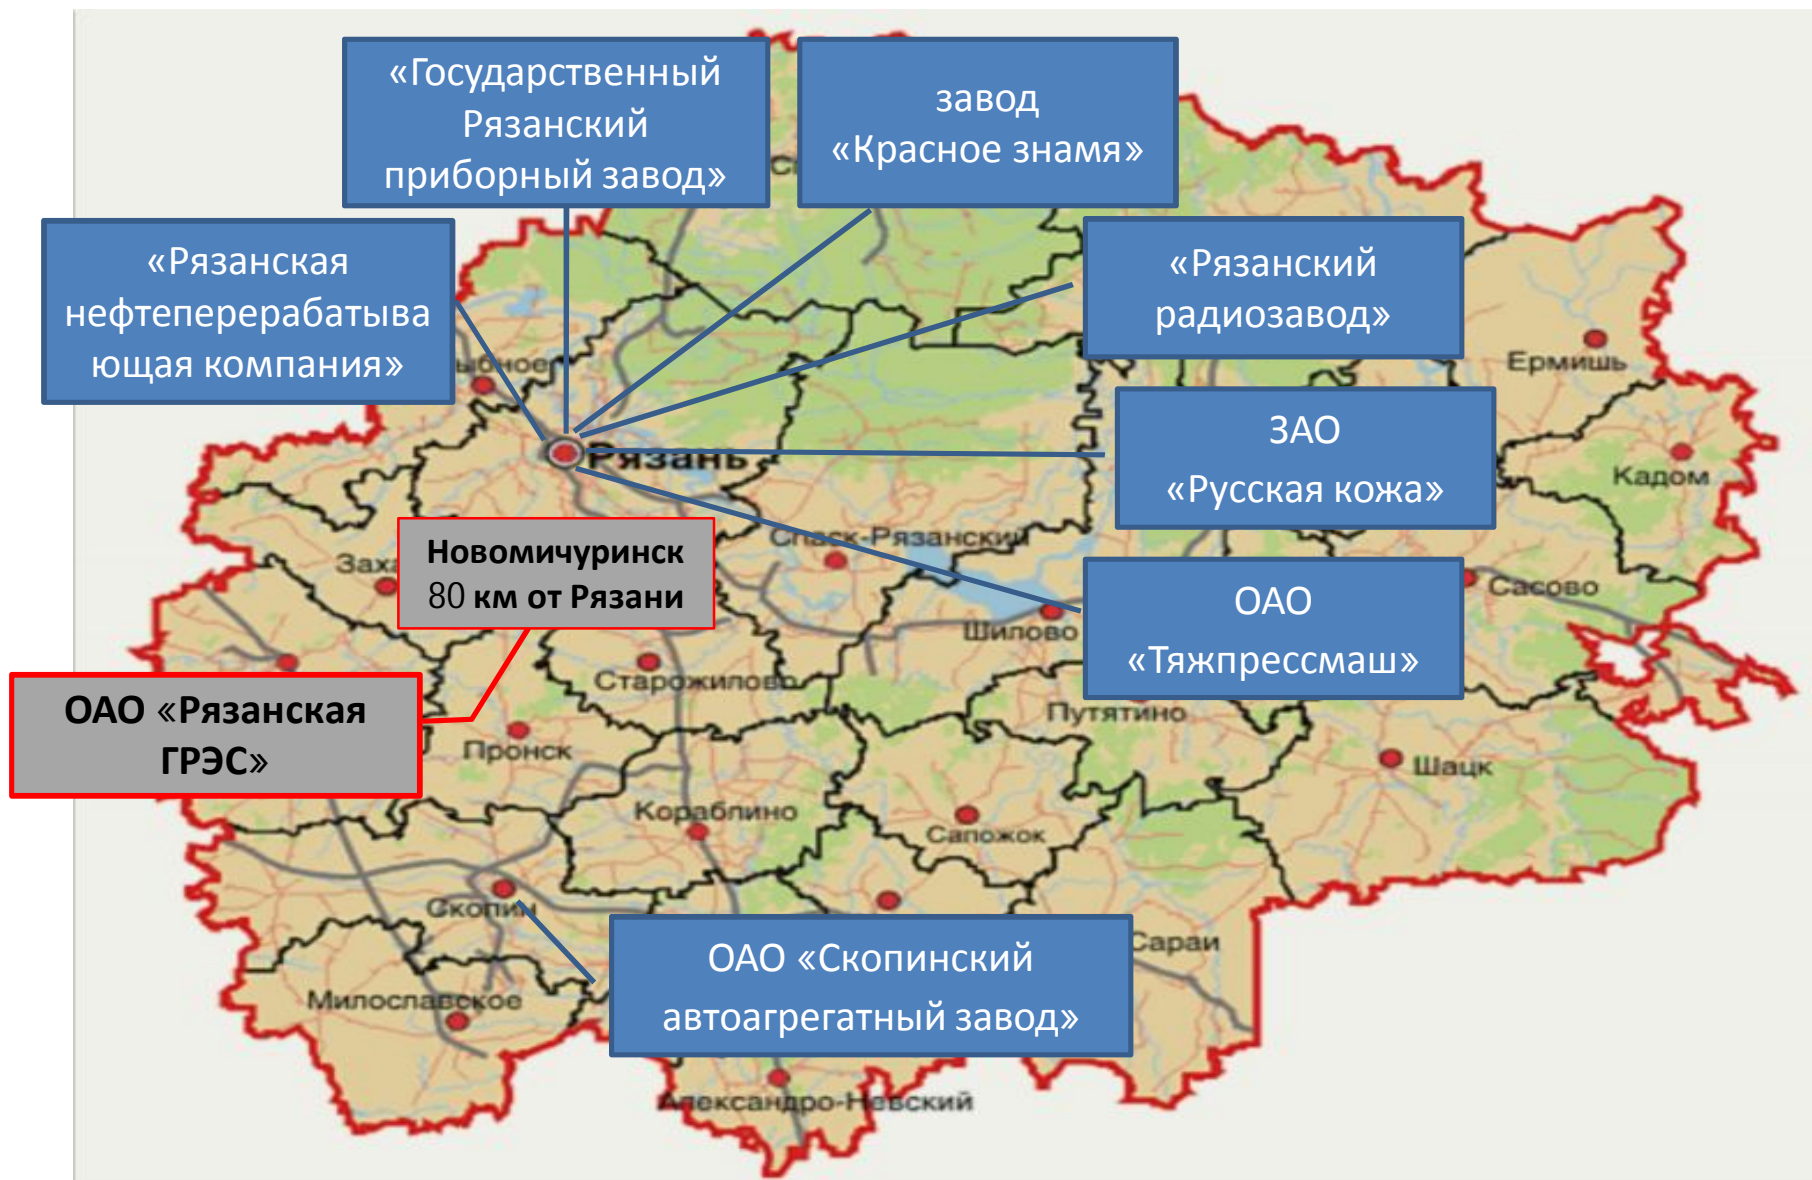 «Государственный
Рязанский
приборный завод»
завод
«Красное знамя»
«Рязанская
нефтеперерабатыва
ющая компания»
«Рязанский
радиозавод»
Ермишь
ЗАО
«Русская кожа»
Рязань
Кадом
Новомичуринск
80 км от Рязани
Спасск-Рязанский
Сасово
ОАО
«Тяжпрессмаш»
Шилово
ОАО «Рязанская
ГРЭС»
Старожилово
Путятино
Пронск
Шацк
Кораблино
Сапожок
Скопин
Сараи
ОАО «Скопинский
автоагрегатный завод»
Милославское
Александро-Невский